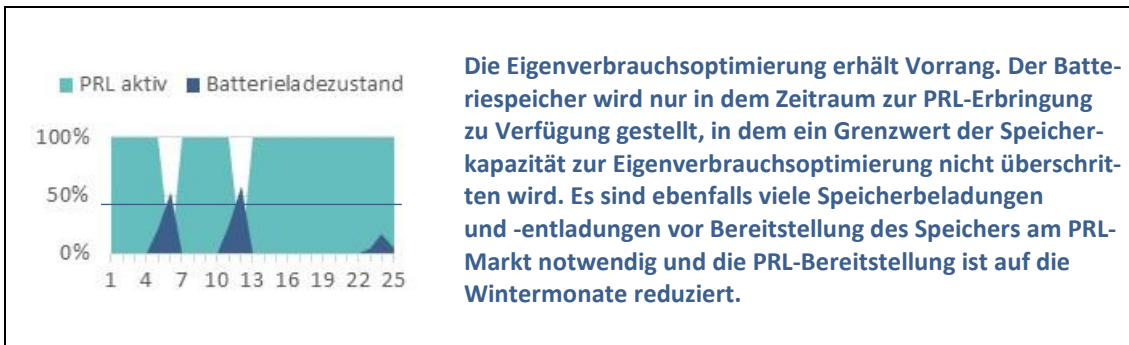 PRL aktiv Batterieladezustand
100%
50%
0%
1 4 7 10 13 16 19 22 25
Die Eigenverbrauchsoptimierung erhält Vorrang. Der Batte-
riespeicher wird nur in dem Zeitraum zur PRL-Erbringung
zu Verfügung gestellt, in dem ein Grenzwert der Speicher-
kapazität zur Eigenverbrauchsoptimierung nicht überschrit-
ten wird. Es sind ebenfalls viele Speicherbeladungen
und -entladungen vor Bereitstellung des Speichers am PRL-
Markt notwendig und die PRL-Bereitstellung ist auf die
Wintermonate reduziert.